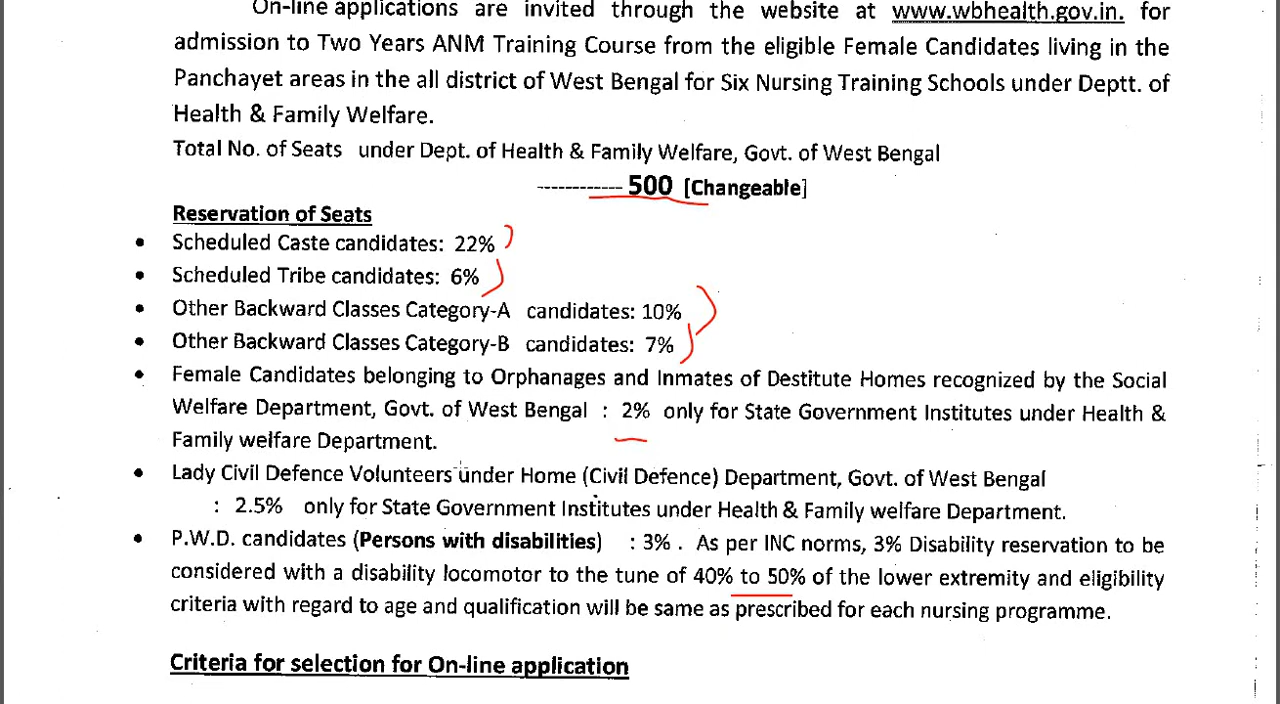 On-line applications are invited through the website at www.wbhealth.gov.in. for
admission to Two Years ANM Training Course from the eligible Female Candidates living in the
Panchayet areas in the all district of West Bengal for Six Nursing Training Schools under Deptt. of
Health & Family Welfare.
Total No. of Seats under Dept. of Health & Family Welfare, Govt. of West Bengal
------------ 500 [Changeable]
Reservation of Seats
• Scheduled Caste candidates: 22%
• Scheduled Tribe candidates: 6%
• Other Backward Classes Category-A candidates: 10%
• Other Backward Classes Category-B candidates: 7%
• Female Candidates belonging to Orphanages and Inmates of Destitute Homes recognized by the Social
Welfare Department, Govt. of West Bengal : 2% only for State Government Institutes under Health &
Family welfare Department.
• Lady Civil Defence Volunteers under Home (Civil Defence) Department, Govt. of West Bengal
: 2.5% only for State Government Institutes under Health & Family welfare Department.
• P.W.D. candidates (Persons with disabilities) : 3% . As per INC norms, 3% Disability reservation to be
considered with a disability locomotor to the tune of 40% to 50% of the lower extremity and eligibility
criteria with regard to age and qualification will be same as prescribed for each nursing programme.
Criteria for selection for On-line application